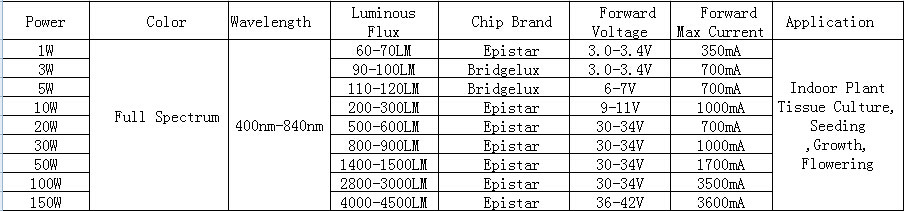 Power Color Wavelength Luminous Flux Chip Brand Forward Voltage Forward Max Current Application
1W 60-70LM Epistar 3.0-3.4V 350mA
3W 90-100LM Bridgelux 3.0-3.4V 700mA
5W 110-120LM Bridgelux 6-7V 700mA
10W 200-300LM Epistar 9-11V 1000mA
20W 500-600LM Epistar 30-34V 700mA
30W 800-900LM Epistar 30-34V 1000mA
50W 1400-1500LM Epistar 30-34V 1700mA
100W 2800-3000LM Epistar 30-34V 3500mA
150W 4000-4500LM Epistar 36-42V 3600mA
Full Spectrum
400nm-840nm
Indoor Plant
Tissue Culture,
Seeding
,Growth,
Flowering